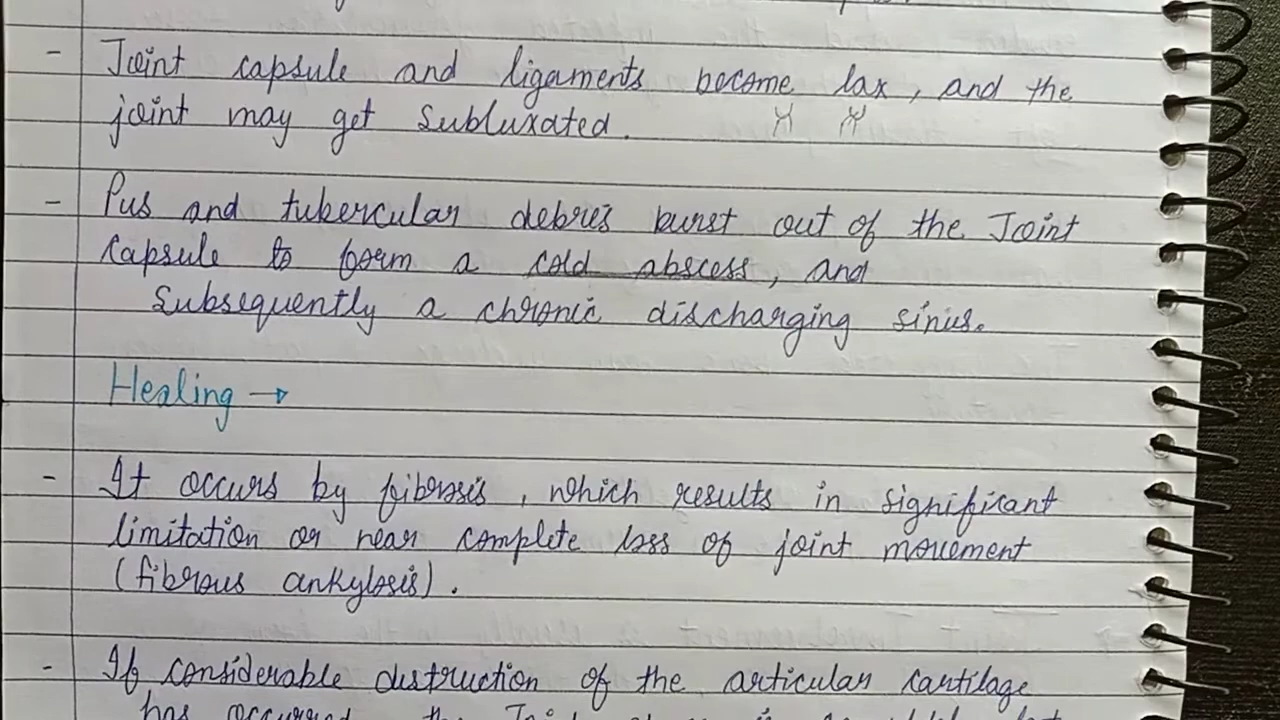 - Joint capsule and ligaments become lax, and the
joint may get Subluxated.
- Pus and tubercular debris burst out of the Joint
Capsule to form a cold abscess, and
Subsequently a chronic discharging sinus.
Healing →
- It occurs by fibrosis, which results in significant
limitation or near complete loss of joint movement
(fibrous ankylosis).
- If considerable destruction of the articular cartilage
has occurred the